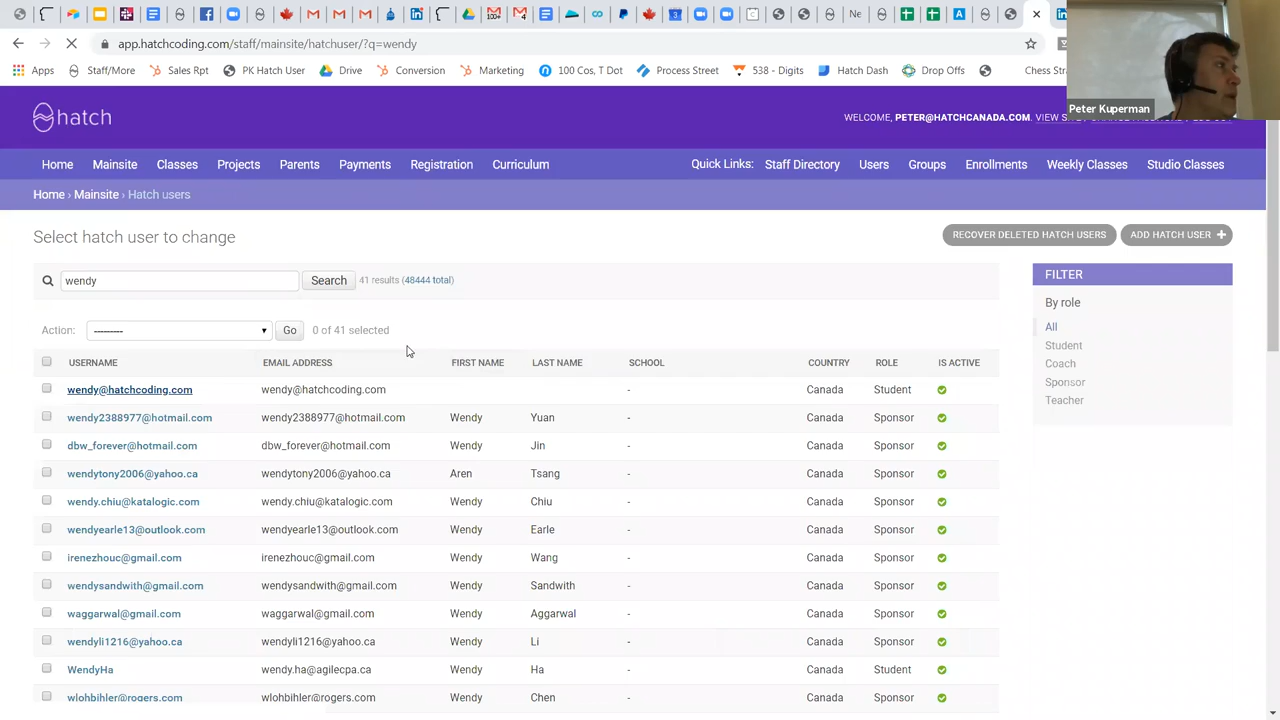 100+
4
Ne
app.hatchcoding.com/staff/mainsite/hatchuser/?q=wendy
Apps Staff/More Sales Rpt PK Hatch User Drive Conversion Marketing 100 Cos, T Dot Process Street 538 - Digits Hatch Dash Drop Offs Chess Stra
Peter Kuperman
hatch
WELCOME, PETER@HATCHCANADA.COM. VIEW
Home Mainsite Classes Projects Parents Payments Registration Curriculum Quick Links: Staff Directory Users Groups Enrollments Weekly Classes Studio Classes
Home › Mainsite › Hatch users
Select hatch user to change
RECOVER DELETED HATCH USERS ADD HATCH USER +
wendy Search 41 results (48444 total)
FILTER
By role
All
Student
Coach
Sponsor
Teacher
Action: --------- Go 0 of 41 selected
USERNAME EMAIL ADDRESS FIRST NAME LAST NAME SCHOOL COUNTRY ROLE IS ACTIVE
wendy@hatchcoding.com wendy@hatchcoding.com - Canada Student
wendy2388977@hotmail.com wendy2388977@hotmail.com Wendy Yuan - Canada Sponsor
dbw_forever@hotmail.com dbw_forever@hotmail.com Wendy Jin - Canada Sponsor
wendytony2006@yahoo.ca wendytony2006@yahoo.ca Aren Tsang - Canada Sponsor
wendy.chiu@katalogic.com wendy.chiu@katalogic.com Wendy Chiu - Canada Sponsor
wendyearle13@outlook.com wendyearle13@outlook.com Wendy Earle - Canada Sponsor
irenezhouc@gmail.com irenezhouc@gmail.com Wendy Wang - Canada Sponsor
wendysandwith@gmail.com wendysandwith@gmail.com Wendy Sandwith - Canada Sponsor
waggarwal@gmail.com waggarwal@gmail.com Wendy Aggarwal - Canada Sponsor
wendyli1216@yahoo.ca wendyli1216@yahoo.ca Wendy Li - Canada Sponsor
WendyHa wendy.ha@agilecpa.ca Wendy Ha - Canada Student
wlohbihler@rogers.com wlohbihler@rogers.com Wendy Chen - Canada Sponsor